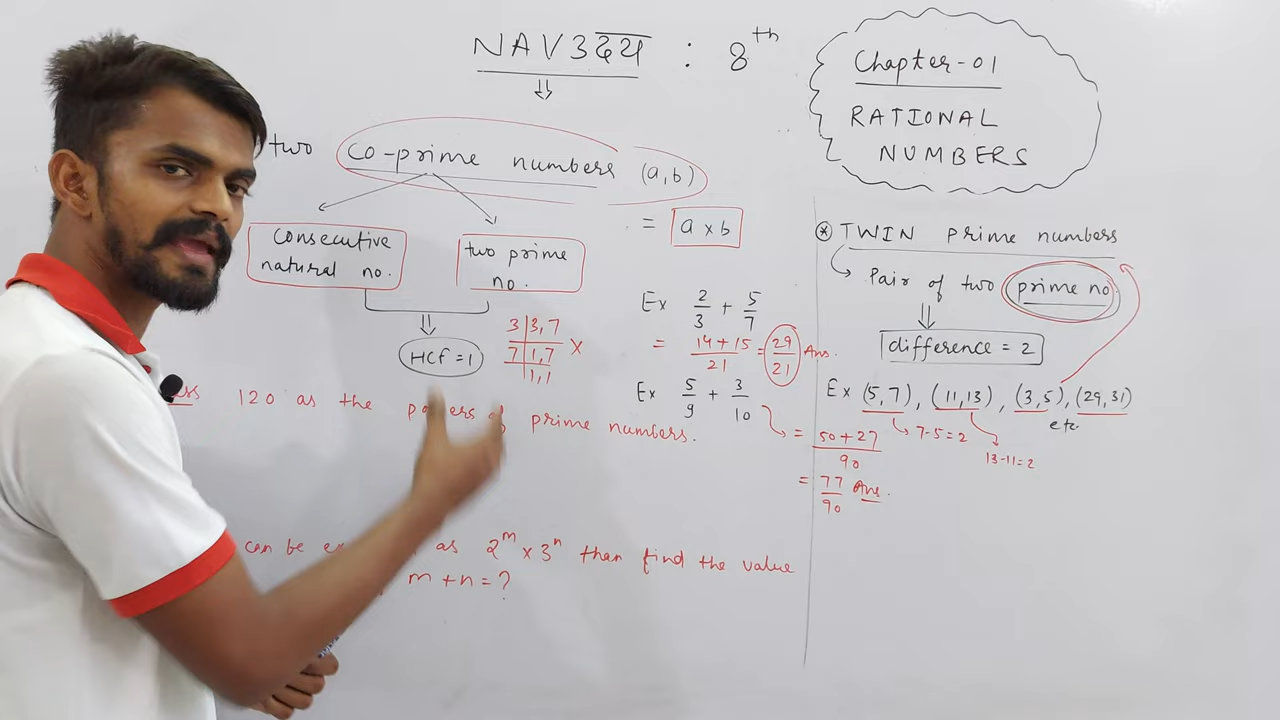 NAV3दय : 8th
Chapter-01
RATIONAL
NUMBERS
two co-prime numbers (a,b)
= a x b
consecutive
natural no.
two prime
no.
HCF = 1
3 | 3, 7
7 | 1, 7
1, 1
X
Ex 2/3 + 5/7
= 14+15/21 = 29/21 Ans.
Ex 5/9 + 3/10
= 50+27/90
= 77/90 Ans.
* TWIN prime numbers
Pair of two prime no
difference = 2
Ex (5,7), (11,13), (3,5), (29,31)
etc
7-5=2
13-11=2
120 as the powers of prime numbers.
can be as 2^m x 3^n then find the value
m + n = ?